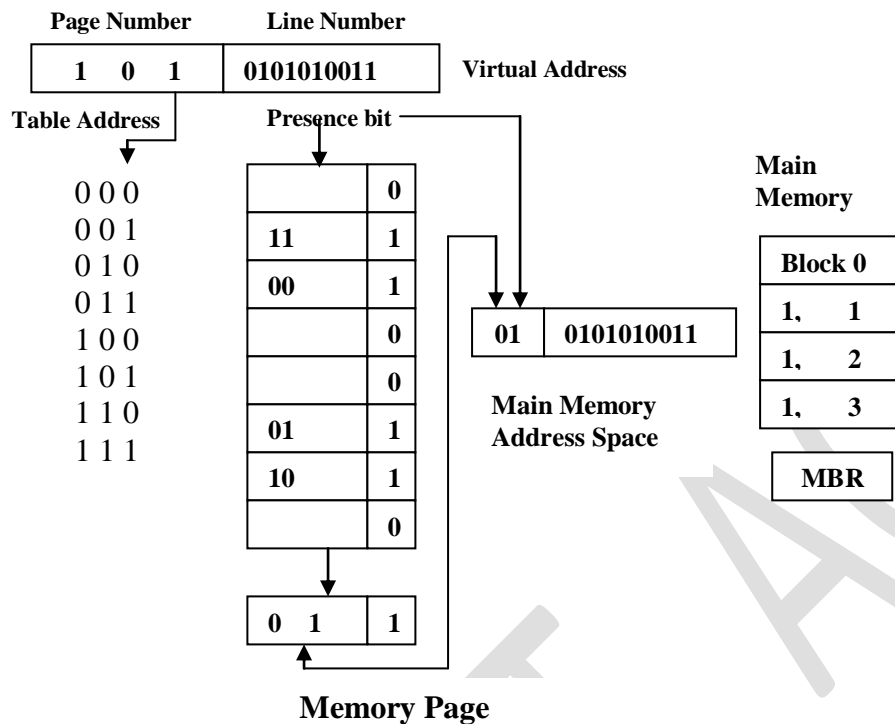 Page Number Line Number
1 0 1 0101010011 Virtual Address
Table Address Presence bit
0 0 0
0 0 1
0 1 0
0 1 1
1 0 0
1 0 1
1 1 0
1 1 1
0
11 1
00 1
0
0
01 1
10 1
0
0 1 1
01 0101010011
Main Memory
Address Space
Main
Memory
Block 0
1, 1
1, 2
1, 3
MBR
Memory Page